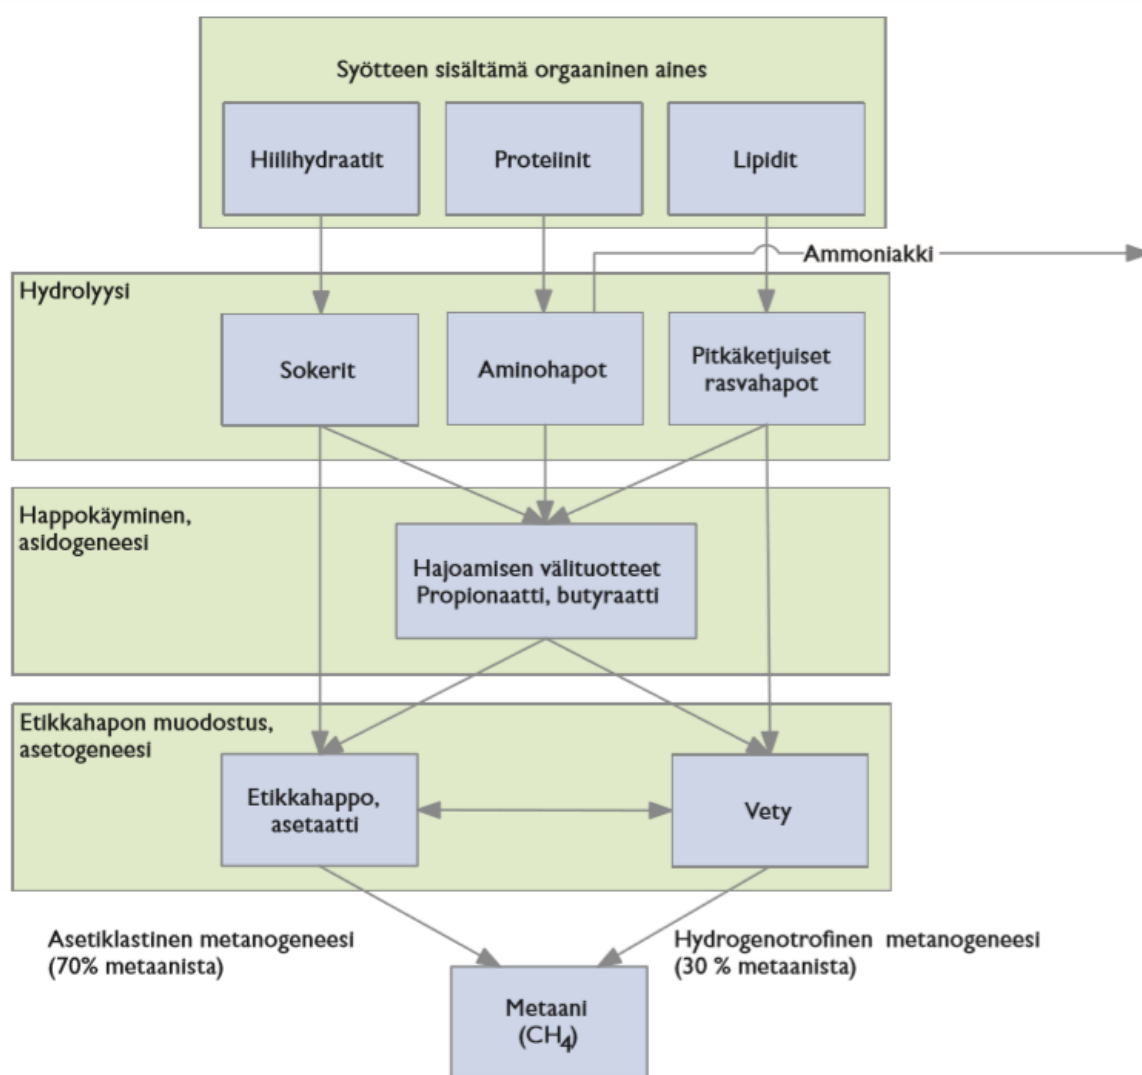 Syötteen sisältämä orgaaninen aines
Hiilihydraatit
Proteiinit
Lipidit
Ammoniakki
Hydrolyysi
Sokerit
Aminohapot
Pitkäketjuiset
rasvahapot
Happokäyminen,
asidogeneesi
Hajoamisen välituotteet
Propionaatti, butyraatti
Etikkahapon muodostus,
asetogeneesi
Etikkahappo,
asetaatti
Vety
Asetiklastinen metanogeneesi
(70% metaanista)
Hydrogenotrofinen metanogeneesi
(30 % metaanista)
Metaani
(CH4)